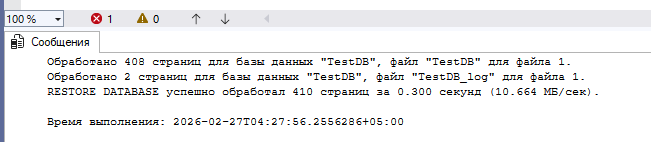 100 %
1
0
Сообщения
Обработано 408 страниц для базы данных "TestDB", файл "TestDB" для файла 1.
Обработано 2 страниц для базы данных "TestDB", файл "TestDB_log" для файла 1.
RESTORE DATABASE успешно обработал 410 страниц за 0.300 секунд (10.664 МБ/сек).
Время выполнения: 2026-02-27T04:27:56.2556286+05:00